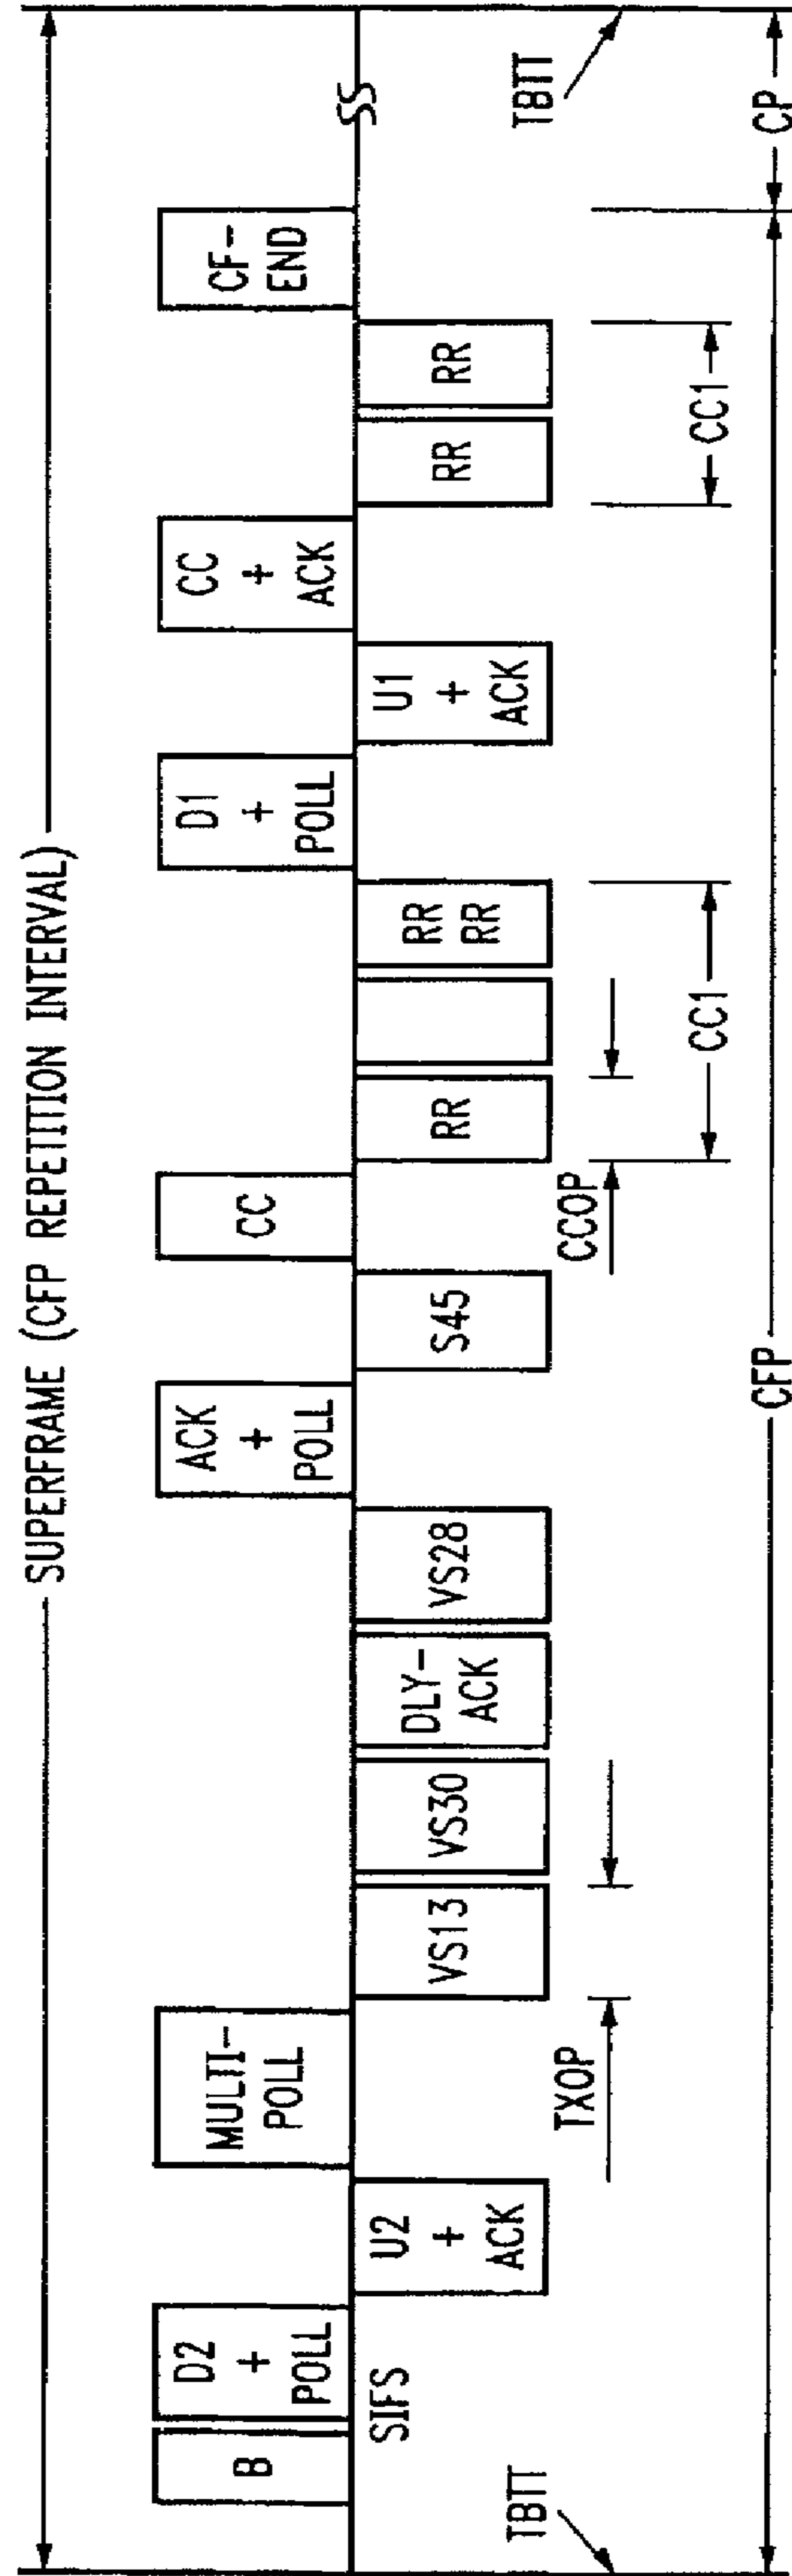 SUPERFRAME (CFP REPETITION INTERVAL)
B
D2
+
POLL
MULTI-
POLL
ACK
+
POLL
CC
D1
+
POLL
CC
+
ACK
CF-
END
SS
SIFS
U2
+
ACK
VS13
VS30
DLY-
ACK
VS28
S45
RR
RR
RR
U1
+
ACK
RR
RR
TBTT
TXOP
CCOP
TBTT
CC1
CC1
CFP
CP